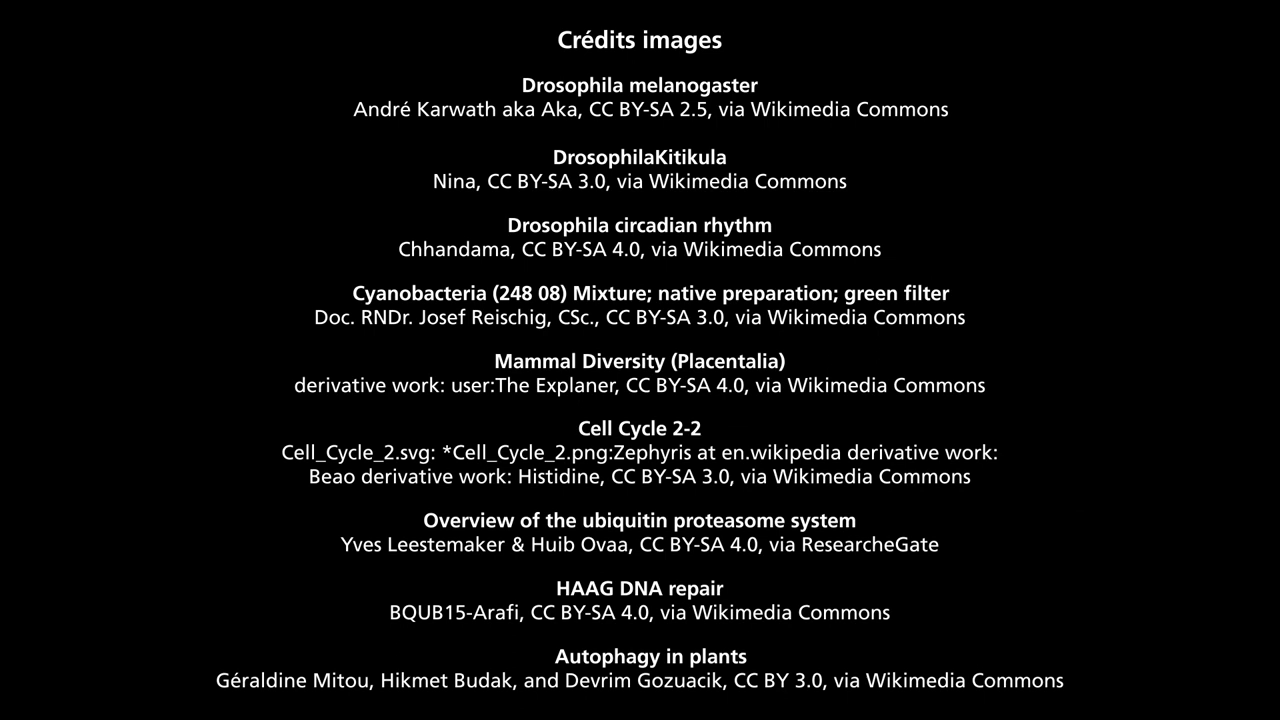 Crédits images
Drosophila melanogaster
André Karwath aka Aka, CC BY-SA 2.5, via Wikimedia Commons
DrosophilaKitikula
Nina, CC BY-SA 3.0, via Wikimedia Commons
Drosophila circadian rhythm
Chhandama, CC BY-SA 4.0, via Wikimedia Commons
Cyanobacteria (248 08) Mixture; native preparation; green filter
Doc. RNDr. Josef Reischig, CSc., CC BY-SA 3.0, via Wikimedia Commons
Mammal Diversity (Placentalia)
derivative work: user:The Explaner, CC BY-SA 4.0, via Wikimedia Commons
Cell Cycle 2-2
Cell_Cycle_2.svg: *Cell_Cycle_2.png:Zephyris at en.wikipedia derivative work:
Beao derivative work: Histidine, CC BY-SA 3.0, via Wikimedia Commons
Overview of the ubiquitin proteasome system
Yves Leestemaker & Huib Ovaa, CC BY-SA 4.0, via ResearcheGate
HAAG DNA repair
BQUB15-Arafi, CC BY-SA 4.0, via Wikimedia Commons
Autophagy in plants
Géraldine Mitou, Hikmet Budak, and Devrim Gozuacik, CC BY 3.0, via Wikimedia Commons